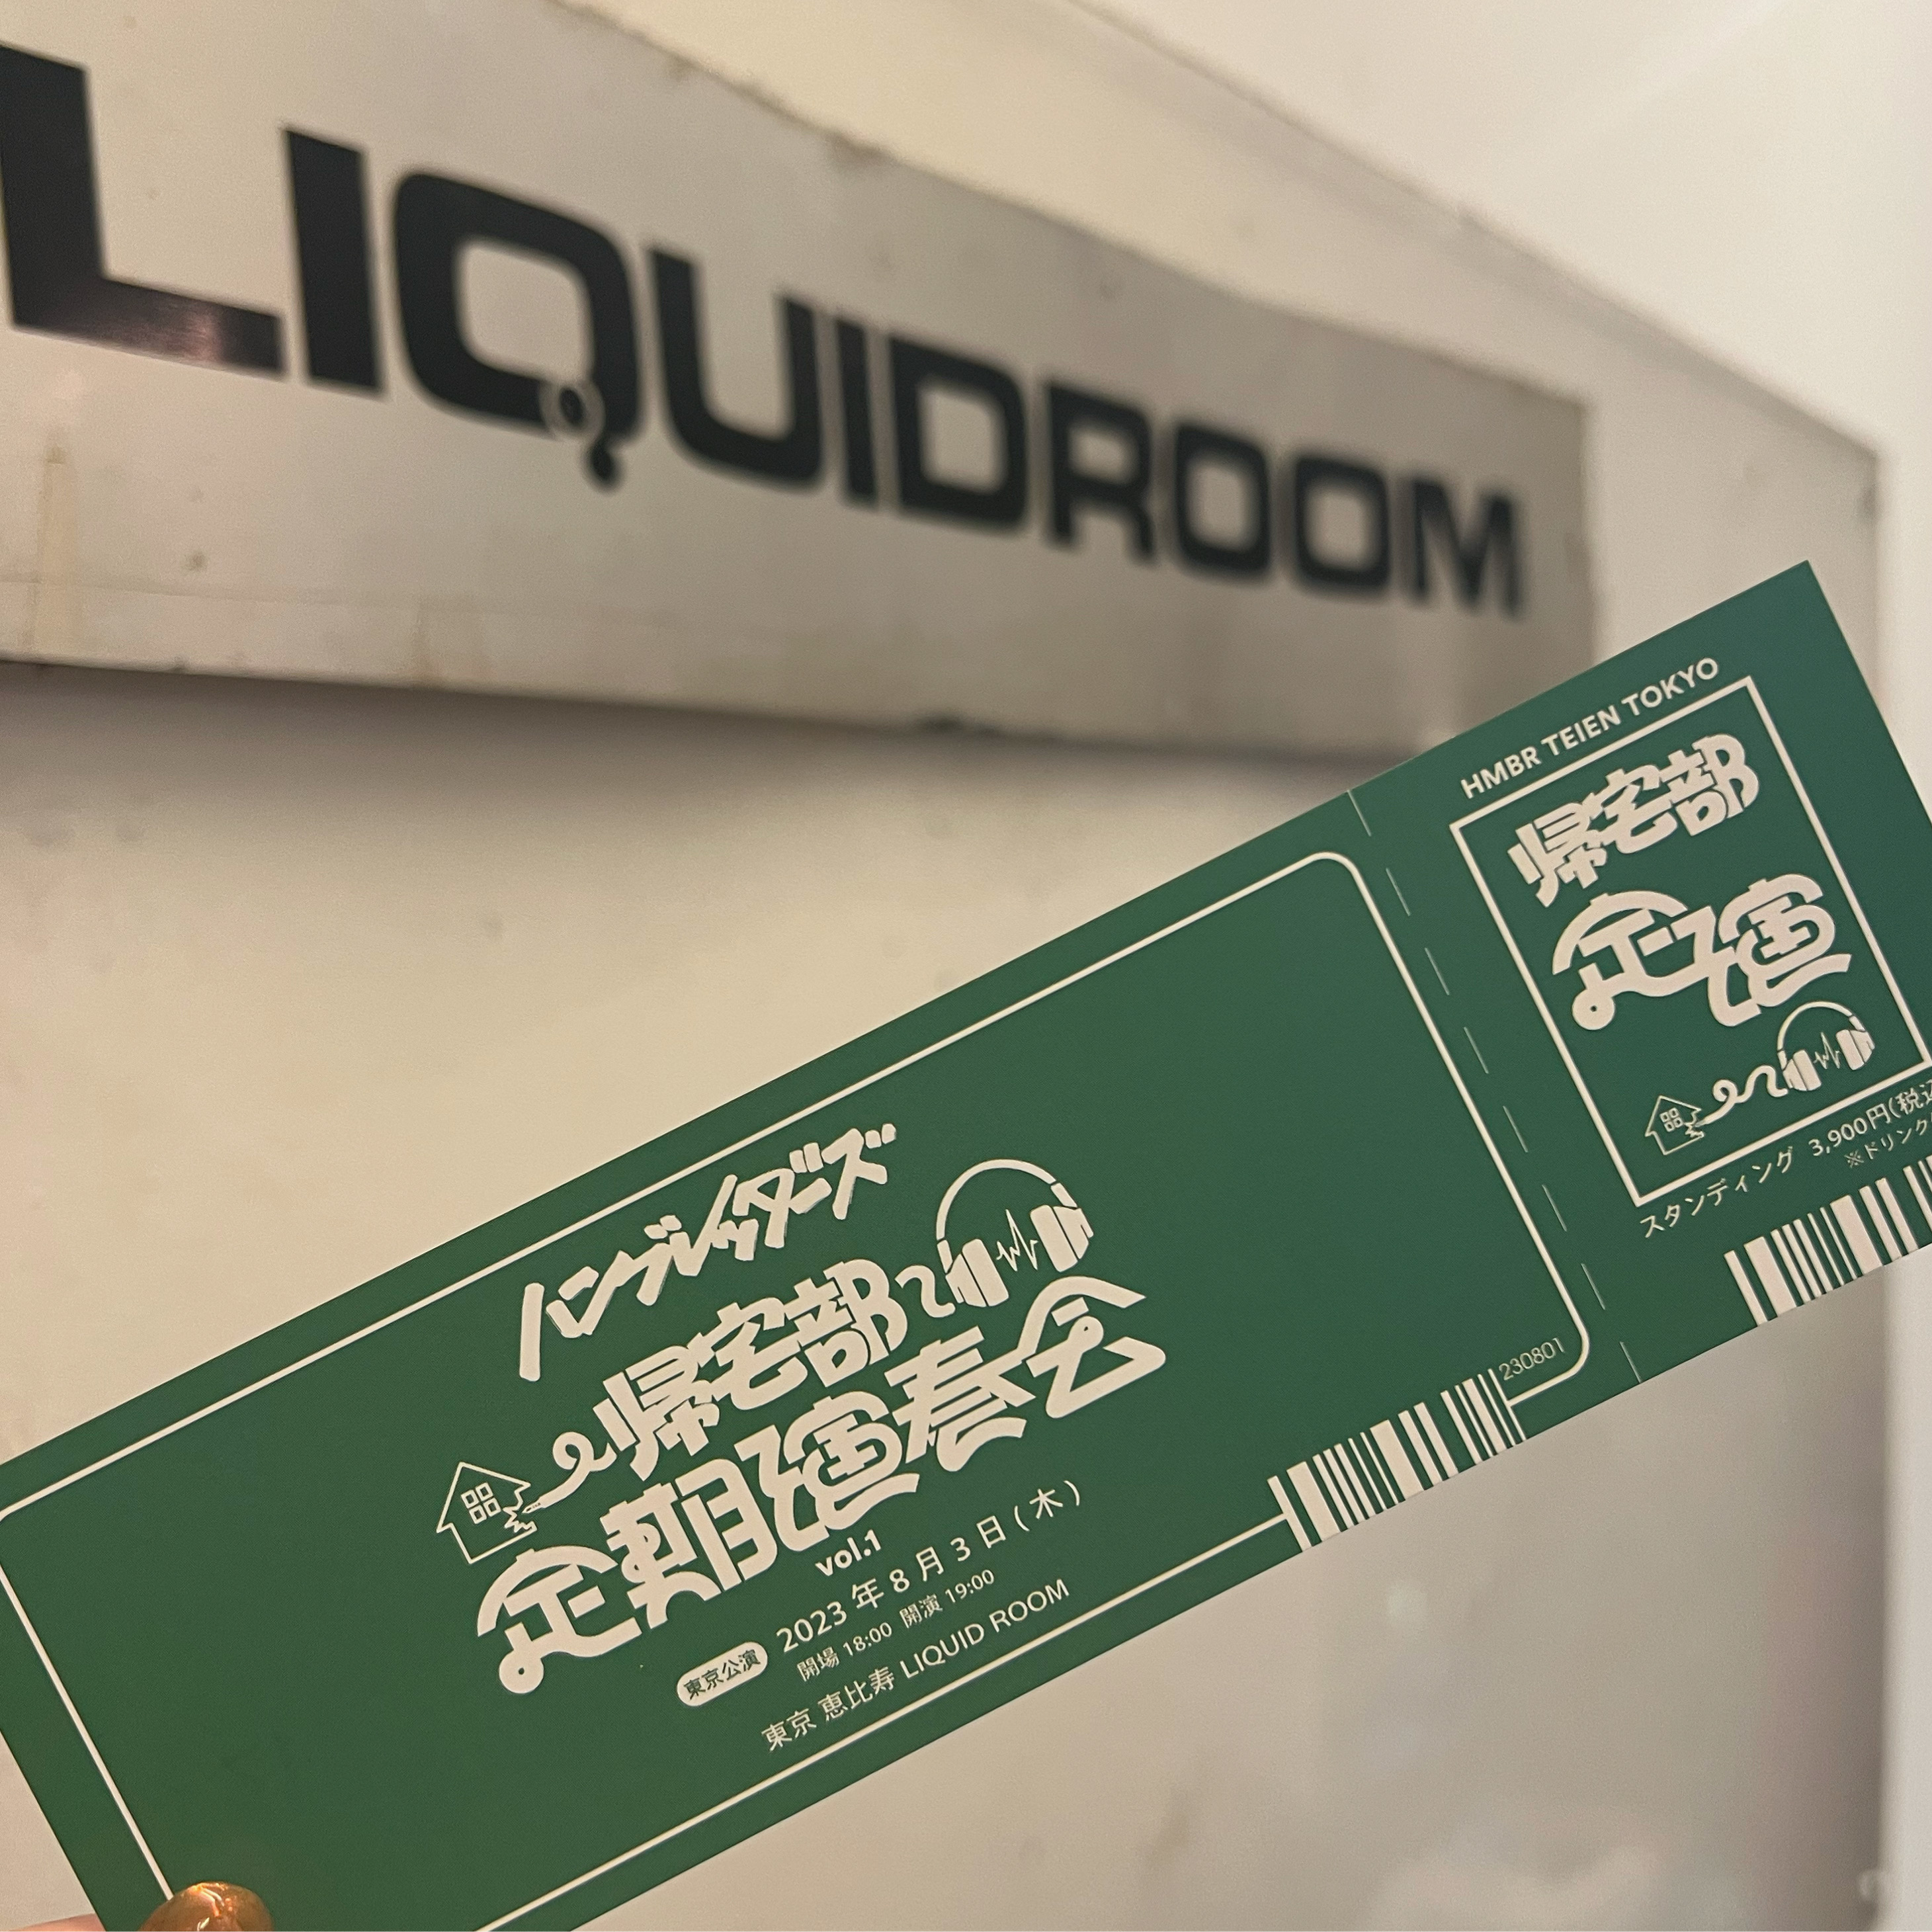 LIQUIDROOM
ハンブレッダーズ
帰宅部
定期演奏会
vol.1
東京公演 2023年8月3日(木)
開場 18:00 開演 19:00
東京 恵比寿 LIQUID ROOM
230801
HMBR TEIEN TOKYO
帰宅部
定演
スタンディング 3,900円(税込
※ドリンク